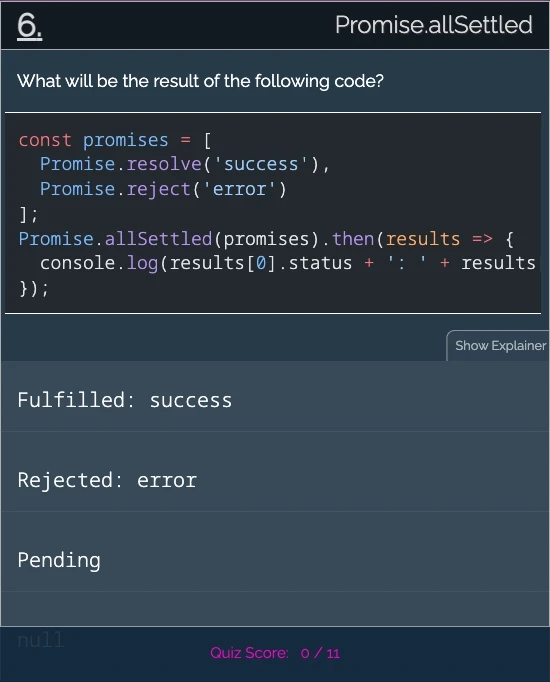 6.
Promise.allSettled
What will be the result of the following code?
const promises = [
  Promise.resolve('success'),
  Promise.reject('error')
];
Promise.allSettled(promises).then(results => {
  console.log(results[0].status + ': ' + results
});
Show Explainer
Fulfilled: success
Rejected: error
Pending
null
Quiz Score: 0 / 11